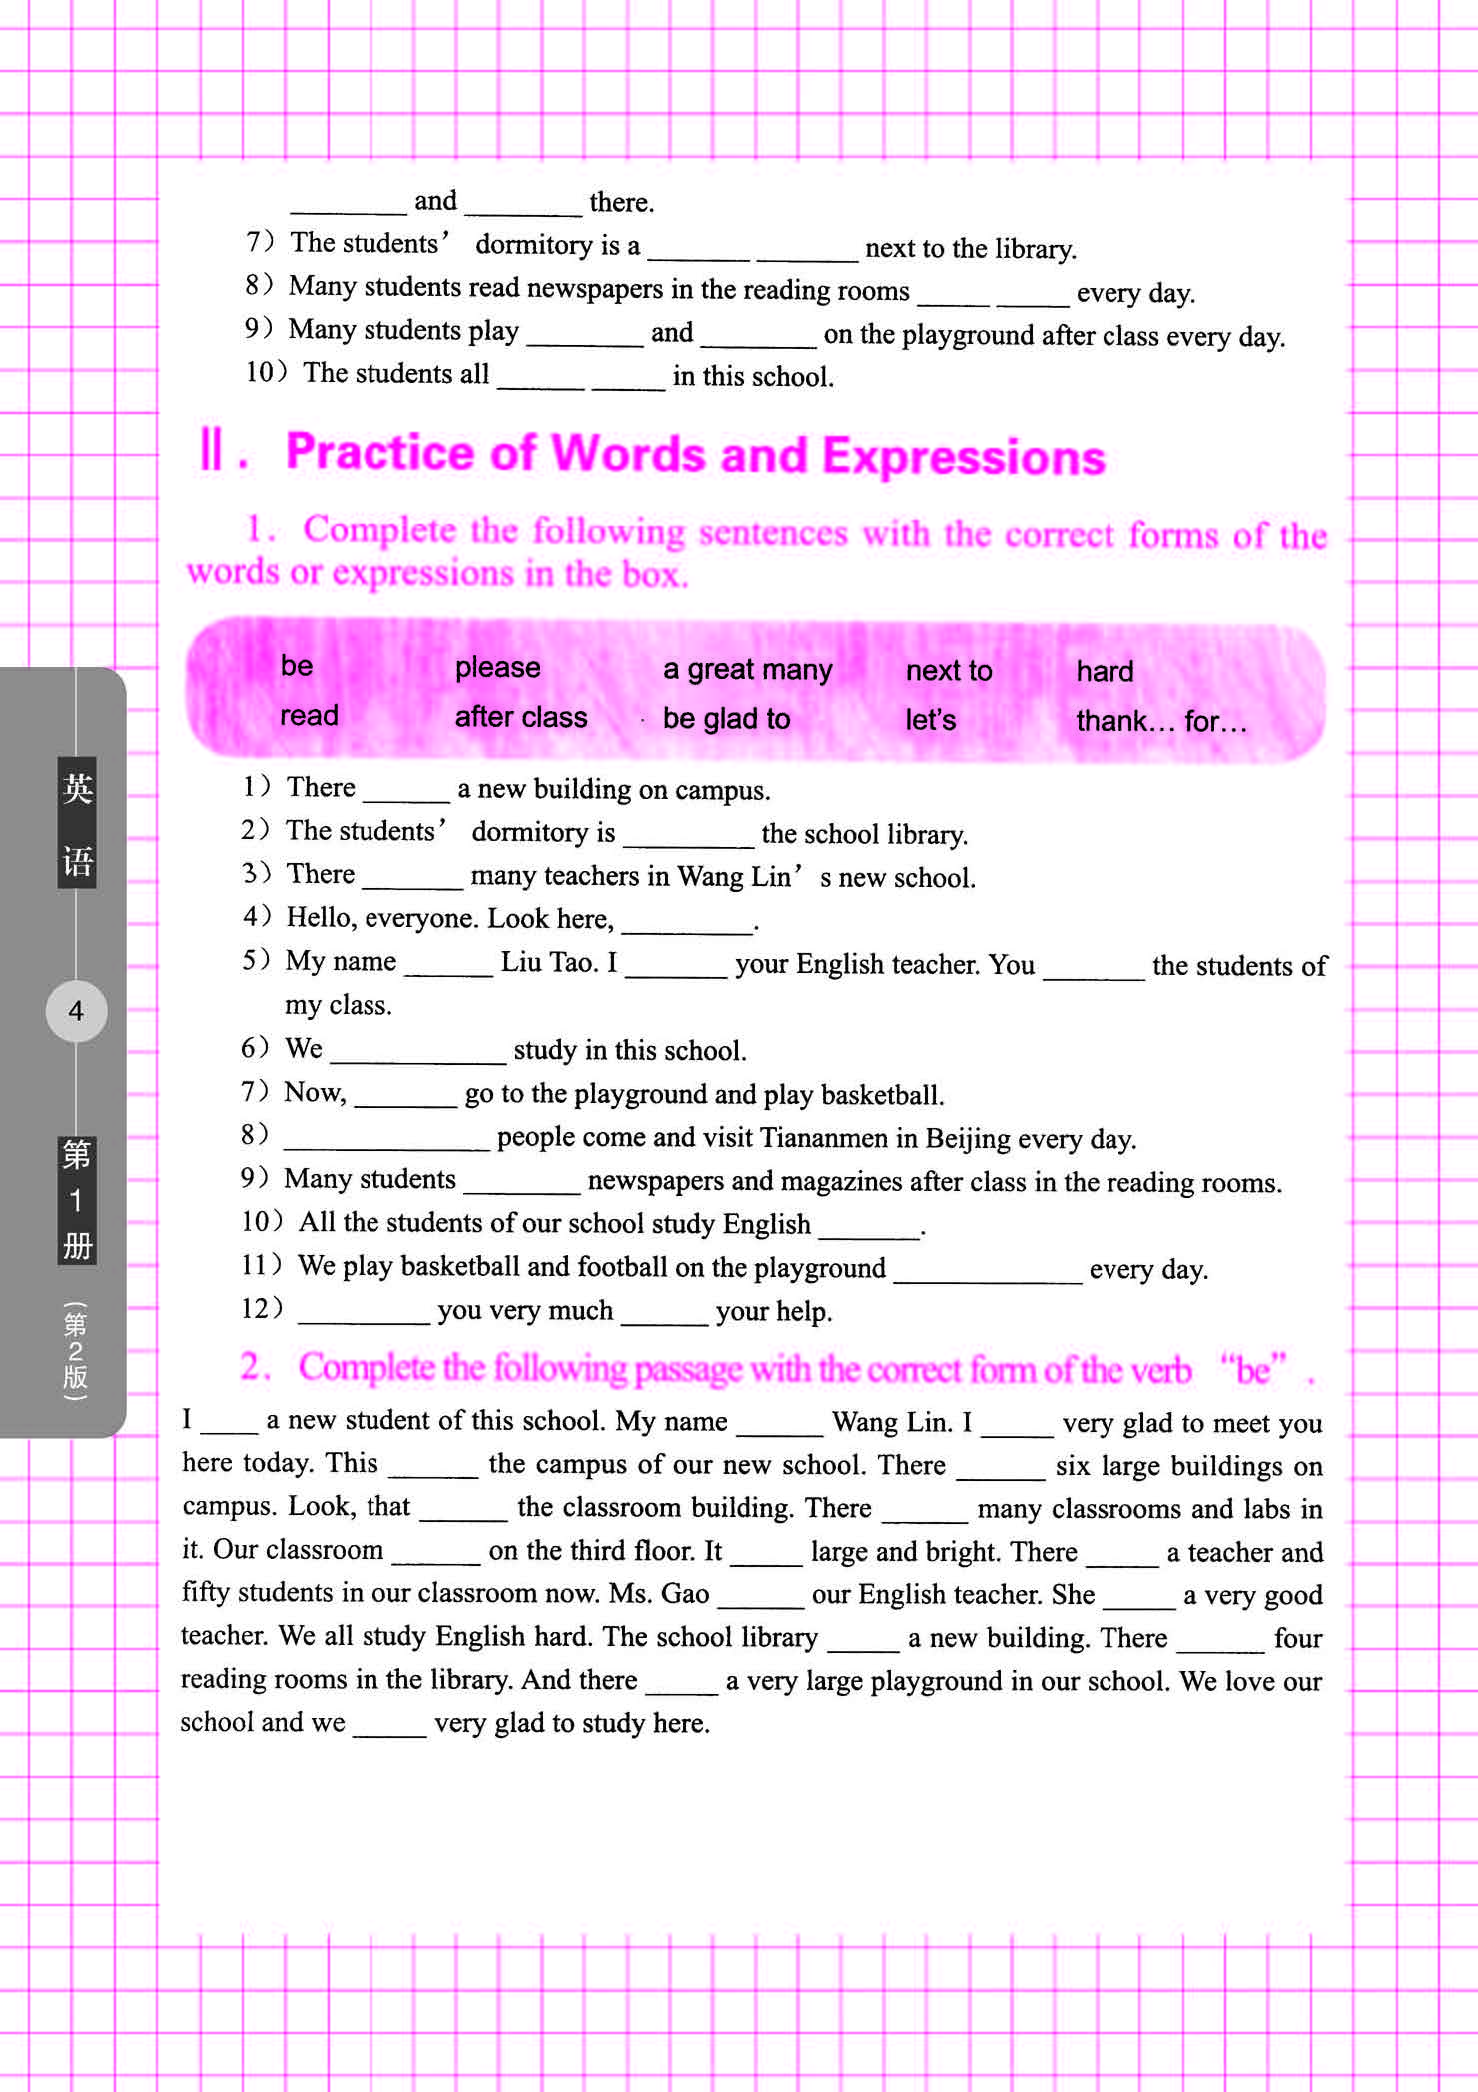 ________ and ________ there.
7）The students’ dormitory is a _______ _______ next to the library.
8）Many students read newspapers in the reading rooms _____ _____ every day.
9）Many students play ________ and ________ on the playground after class every day.
10）The students all ______ _____ in this school.
Ⅱ. Practice of Words and Expressions
1. Complete the following sentences with the correct forms of the
words or expressions in the box.
be please a great many next to hard
read after class be glad to let’s thank… for…
1）There ______ a new building on campus.
2）The students’ dormitory is _________ the school library.
3）There _______ many teachers in Wang Lin’s new school.
4）Hello, everyone. Look here, _________.
5）My name ______ Liu Tao. I _______ your English teacher. You _______ the students of
my class.
6）We ____________ study in this school.
7）Now, _______ go to the playground and play basketball.
8）______________ people come and visit Tiananmen in Beijing every day.
9）Many students ________ newspapers and magazines after class in the reading rooms.
10）All the students of our school study English _______.
11）We play basketball and football on the playground _____________ every day.
12）_________ you very much ______ your help.
2. Complete the following passage with the correct form of the verb “be”.
I ____ a new student of this school. My name ______ Wang Lin. I _____ very glad to meet you
here today. This ______ the campus of our new school. There ______ six large buildings on
campus. Look, that ______ the classroom building. There ______ many classrooms and labs in
it. Our classroom ______ on the third floor. It _____ large and bright. There _____ a teacher and
fifty students in our classroom now. Ms. Gao ______ our English teacher. She _____ a very good
teacher. We all study English hard. The school library _____ a new building. There ______ four
reading rooms in the library. And there _____ a very large playground in our school. We love our
school and we _____ very glad to study here.
英语
4
第1册
（第2版）